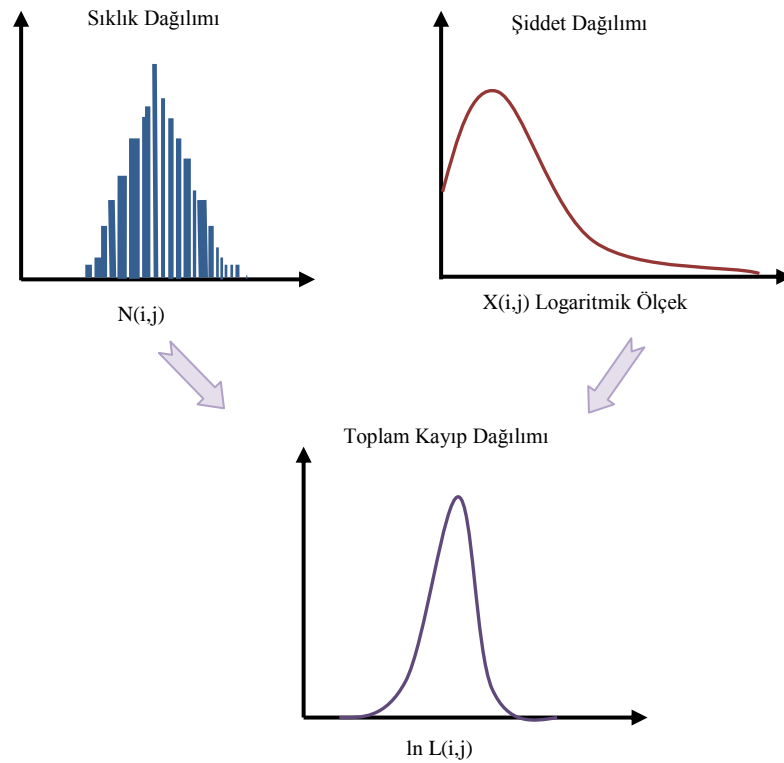 Sıklık Dağılımı
Şiddet Dağılımı
N(i,j)
X(i,j) Logaritmik Ölçek
Toplam Kayıp Dağılımı
ln L(i,j)